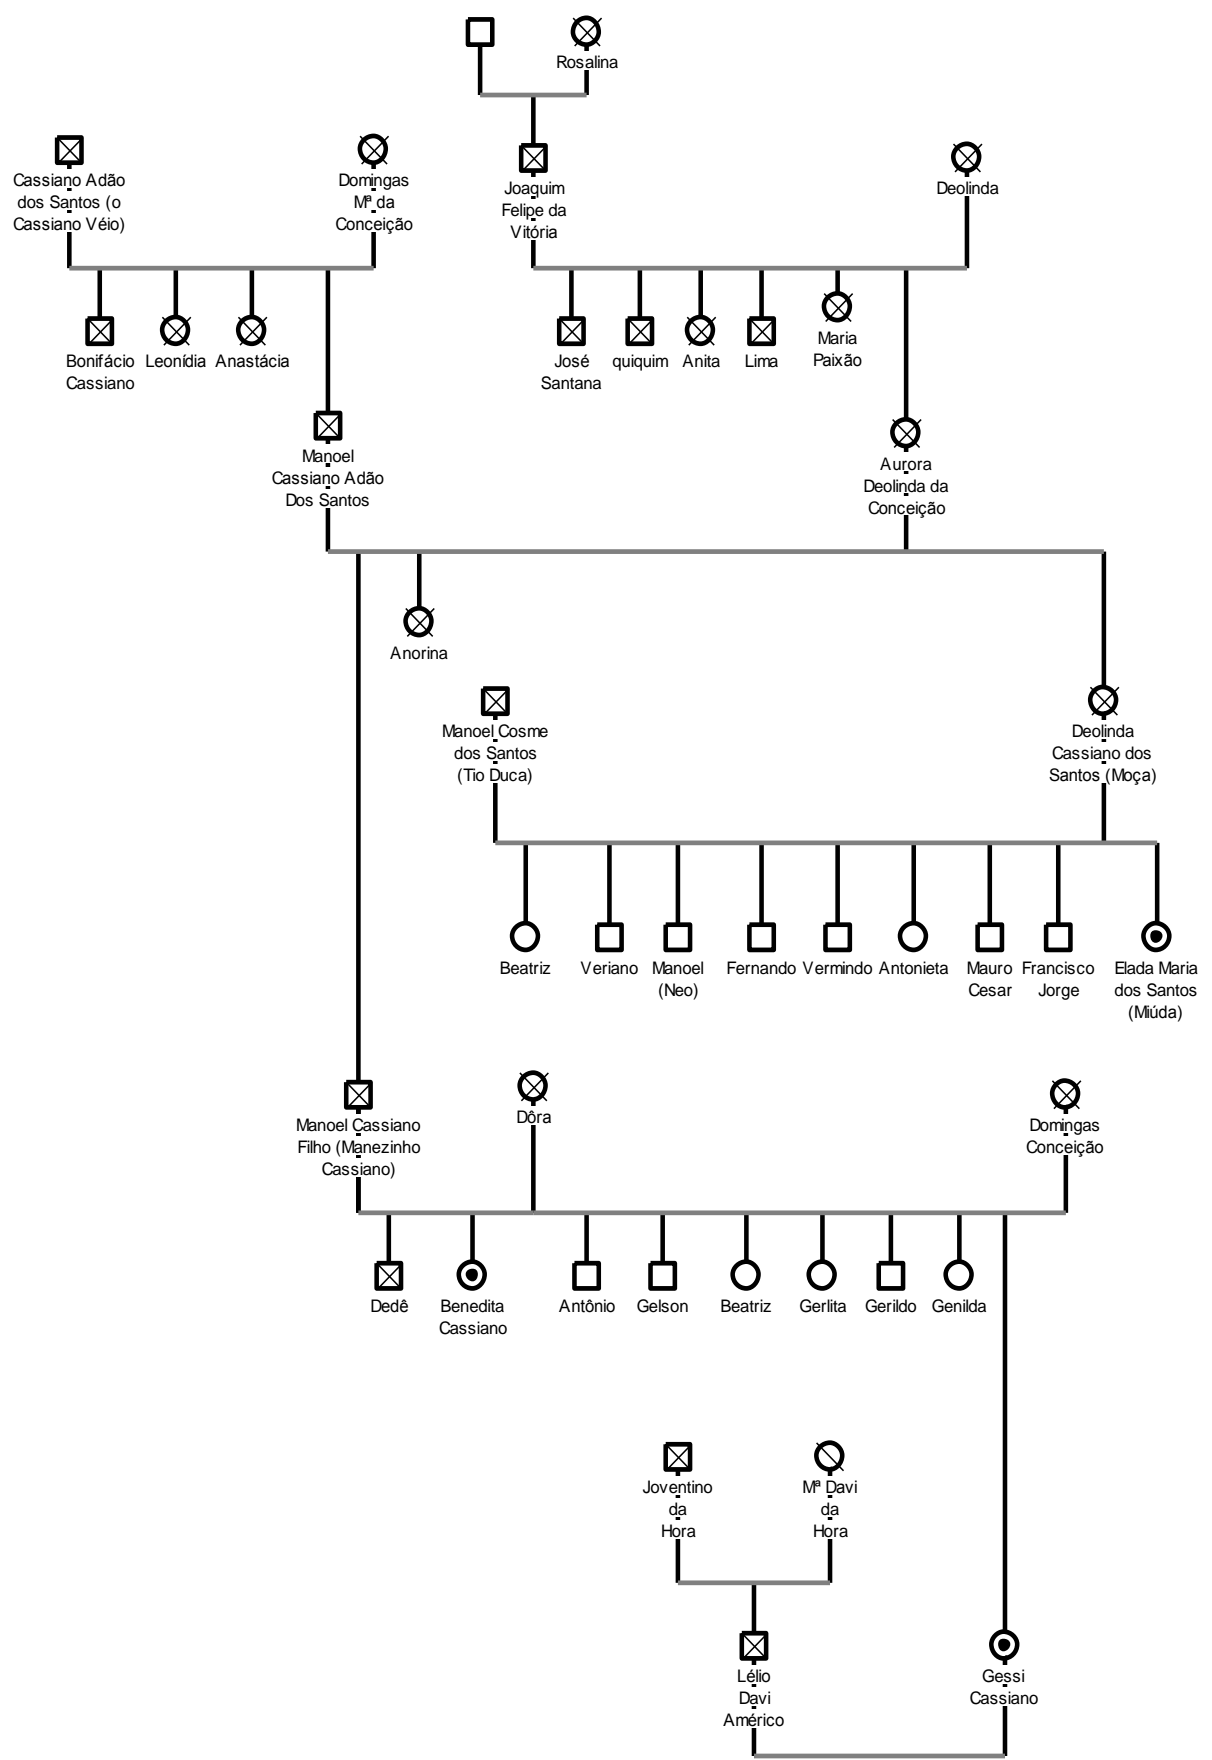 Rosalina
Cassiano Adão
dos Santos (o
Cassiano Véio)
Domingas
Mª da
Conceição
Joaquim
Felipe da
Vitória
Deolinda
Bonifácio
Cassiano
Leonídia
Anastácia
José
Santana
quiquim
Anita
Lima
Maria
Paixão
Manoel
Cassiano Adão
Dos Santos
Aurora
Deolinda da
Conceição
Anorina
Manoel Cosme
dos Santos
(Tio Duca)
Deolinda
Cassiano dos
Santos (Moça)
Beatriz
Veriano
Manoel
(Neo)
Fernando
Vermindo
Antonieta
Mauro
Cesar
Francisco
Jorge
Elada Maria
dos Santos
(Miúda)
Manoel Cassiano
Filho (Manezinho
Cassiano)
Dôra
Domingas
Conceição
Dedê
Benedita
Cassiano
Antônio
Gelson
Beatriz
Gerlita
Gerildo
Genilda
Joventino
da
Hora
Mª Davi
da
Hora
Lélio
Davi
Américo
Gessi
Cassiano